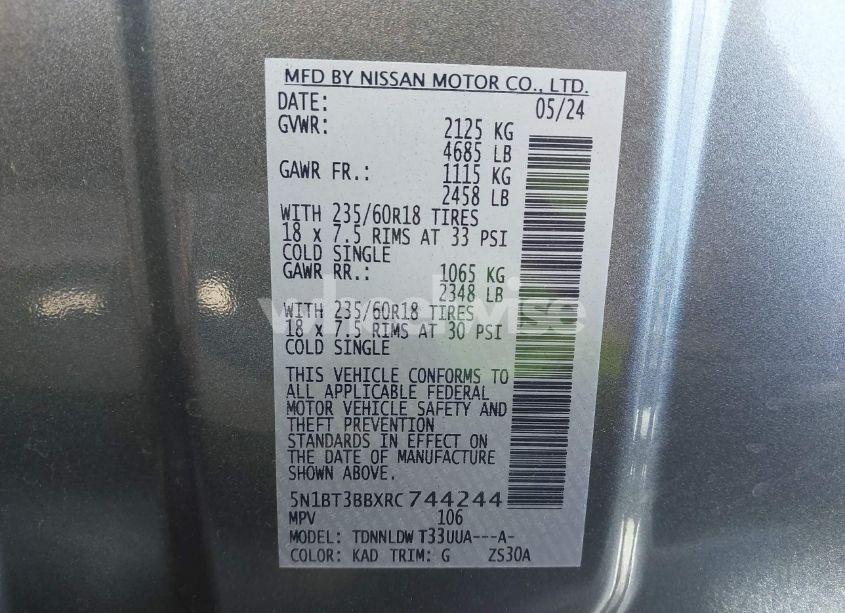 MFD BY NISSAN MOTOR CO., LTD.
DATE: 05/24
GVWR: 2125 KG
4685 LB
GAWR FR.: 1115 KG
2458 LB
WITH 235/60R18 TIRES
18 x 7.5 RIMS AT 33 PSI
COLD SINGLE
GAWR RR.: 1065 KG
2348 LB
WITH 235/60R18 TIRES
18 x 7.5 RIMS AT 30 PSI
COLD SINGLE
wheelwise
THIS VEHICLE CONFORMS TO
ALL APPLICABLE FEDERAL
MOTOR VEHICLE SAFETY AND
THEFT PREVENTION
STANDARDS IN EFFECT ON
THE DATE OF MANUFACTURE
SHOWN ABOVE.
5N1BT3BBXRC744244
MPV 106
MODEL: TDNNLDW T33UUA---A-
COLOR: KAD TRIM: G ZS30A